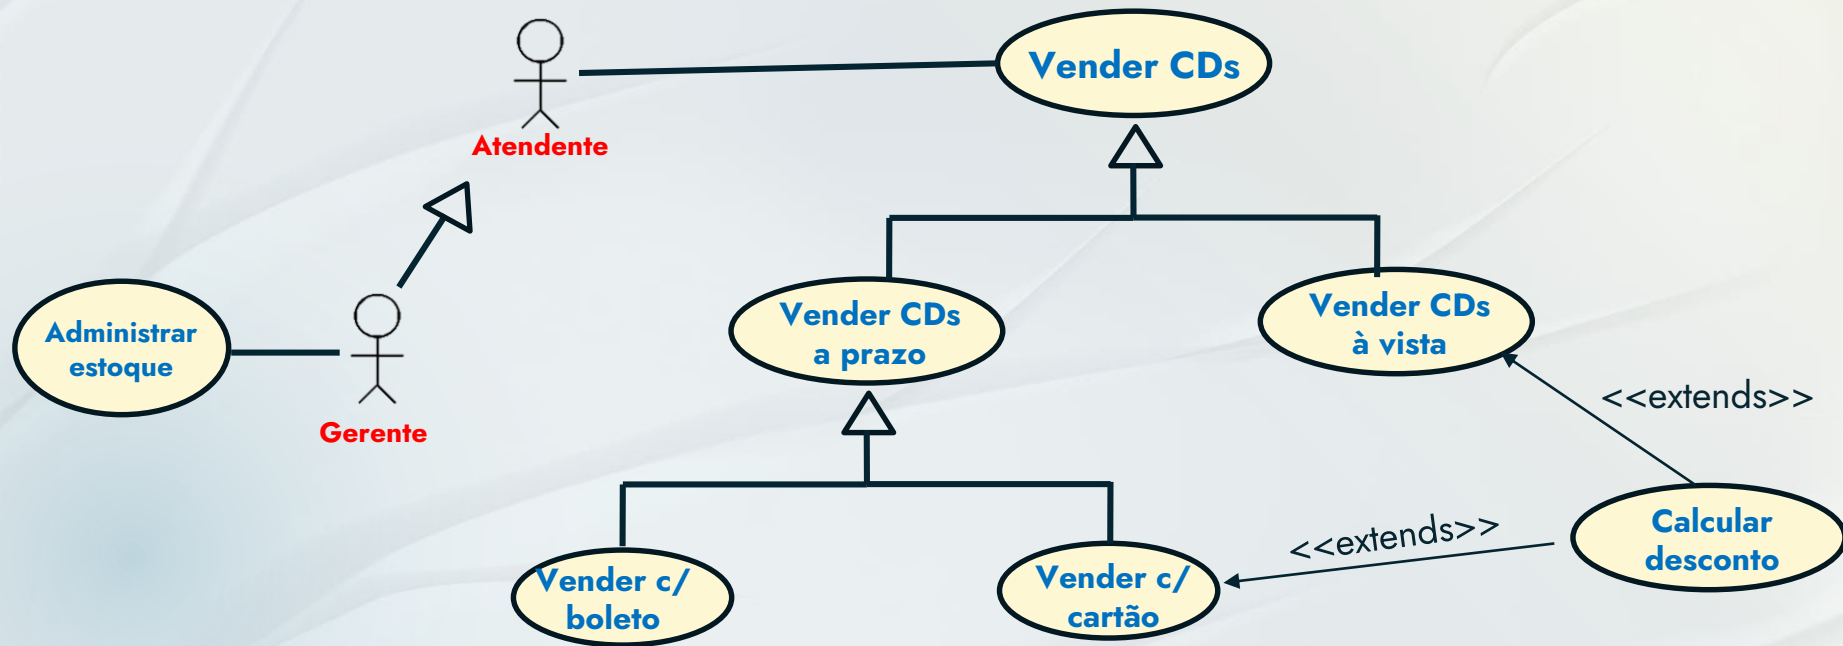 Vender CDs
Atendente
Administrar
estoque
Gerente
Vender CDs
a prazo
Vender CDs
à vista
<<extends>>
<<extends>>
Calcular
desconto
Vender c/
boleto
Vender c/
cartão